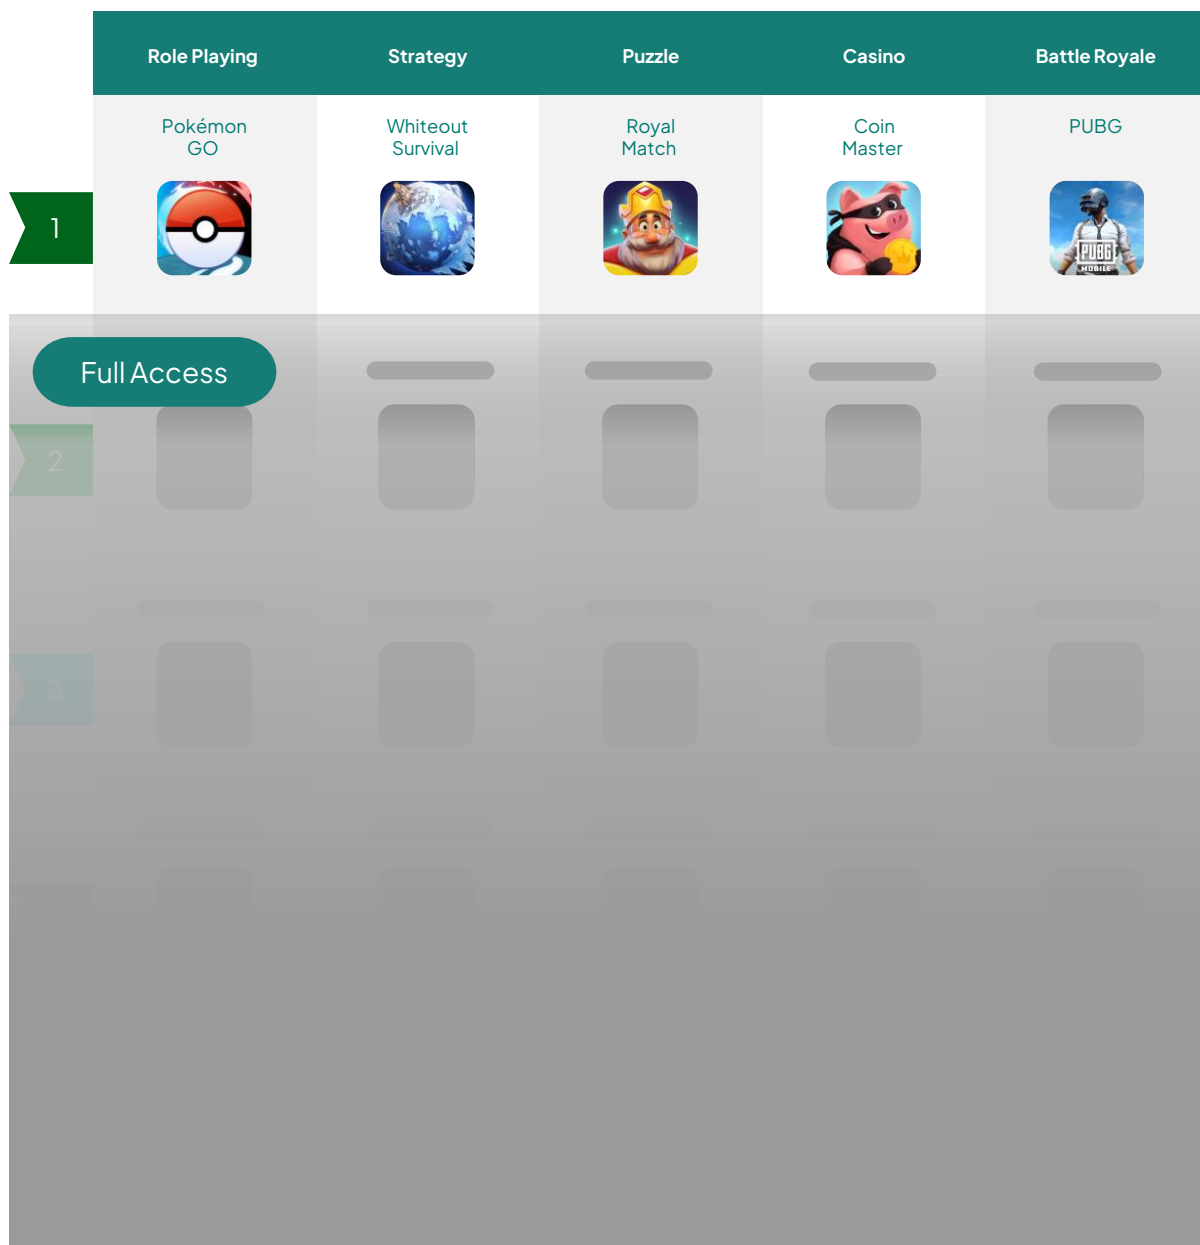 Role Playing
Strategy
Puzzle
Casino
Battle Royale
Pokémon
GO
Whiteout
Survival
Royal
Match
Coin
Master
PUBG
1
PUBG
MOBILE
Full Access
2
3